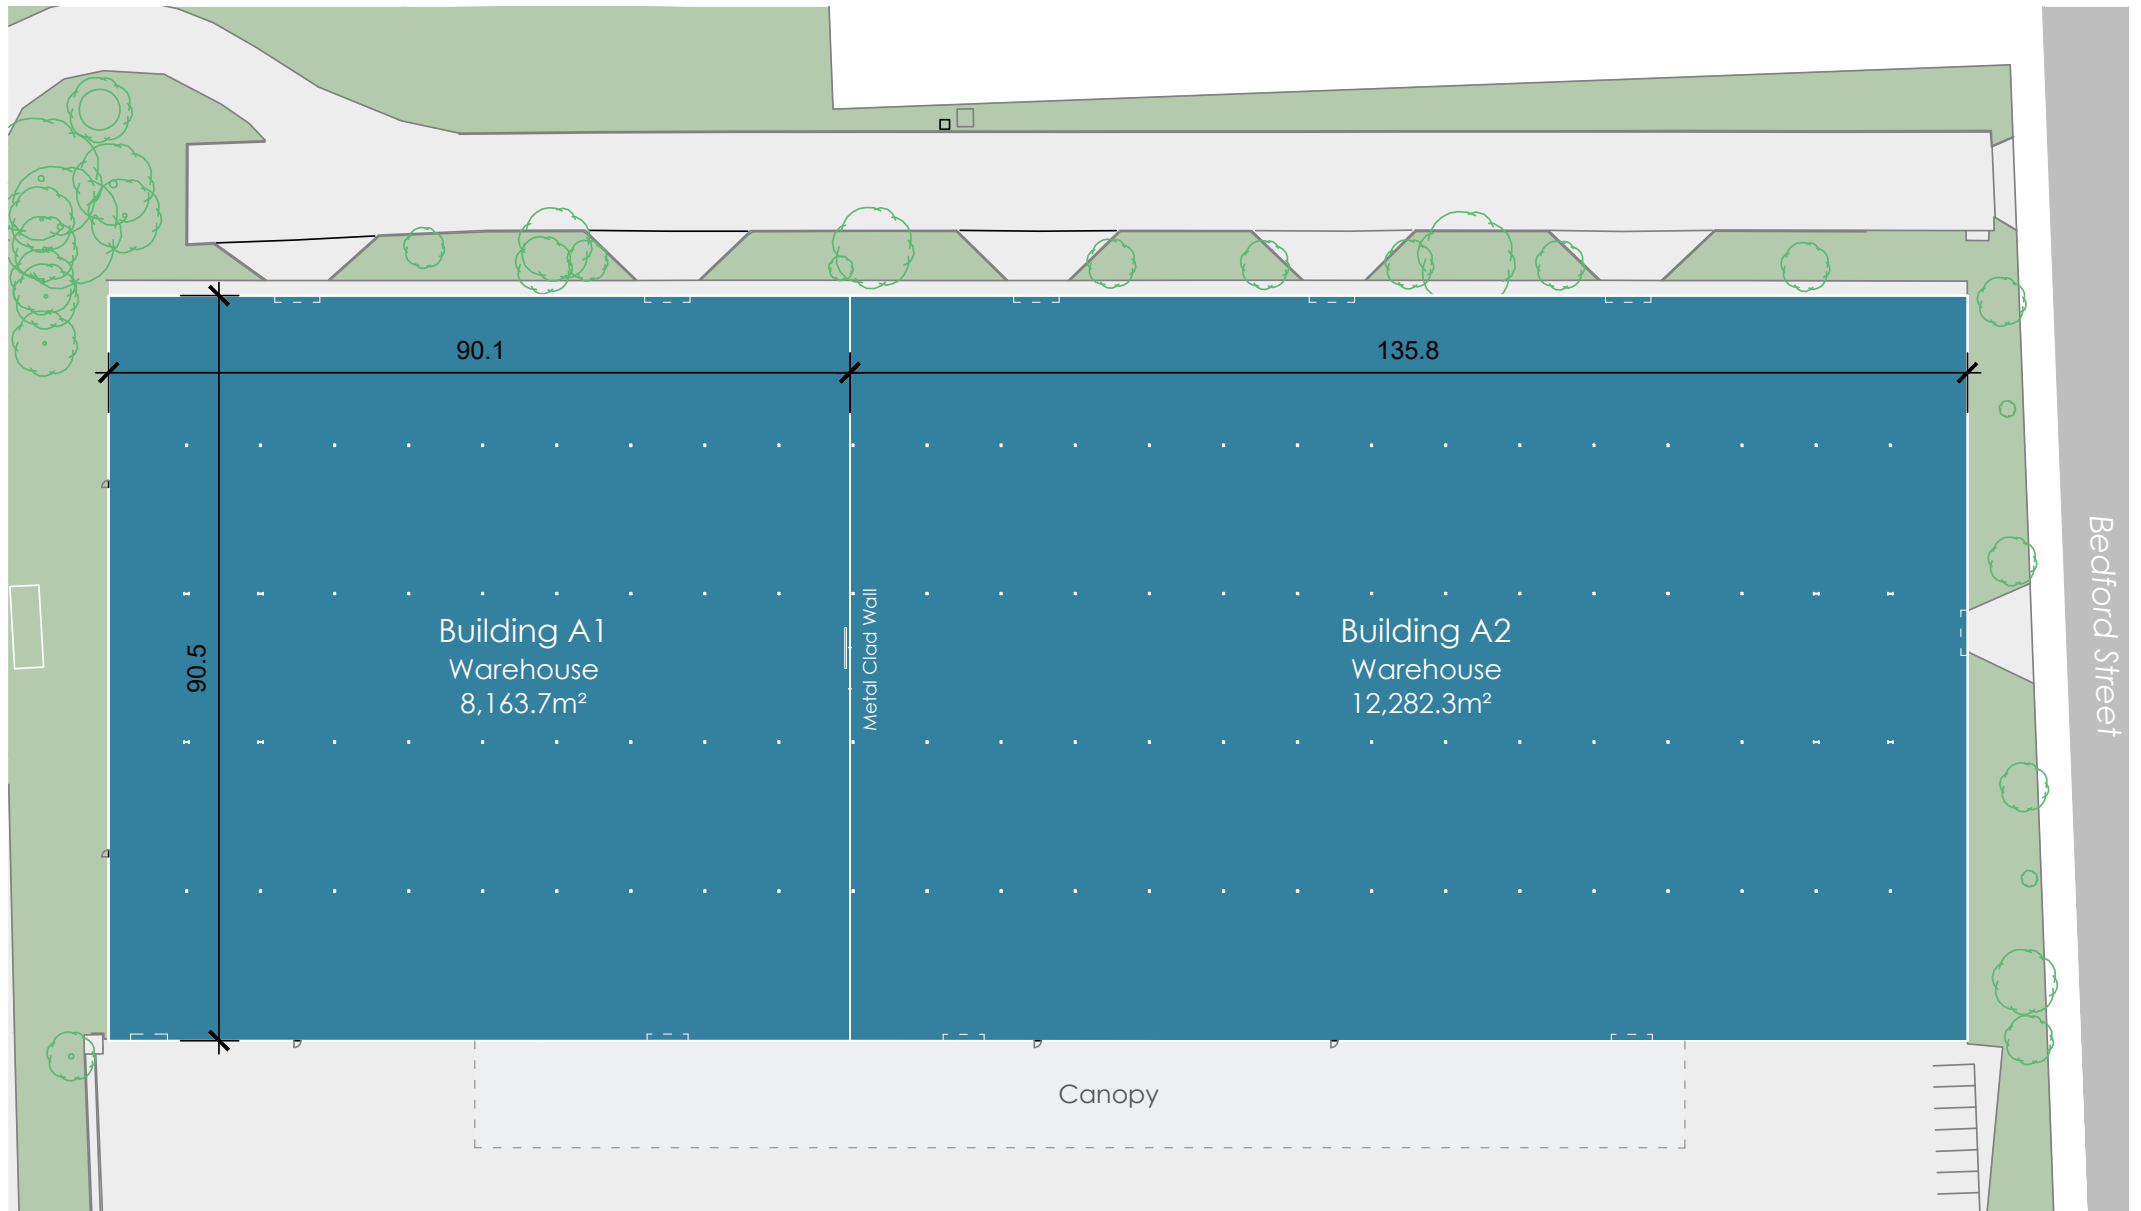 90.1
135.8
90.5
Building A1
Warehouse
8,163.7m²
Metal Clad Wall
Building A2
Warehouse
12,282.3m²
Bedford Street
Canopy